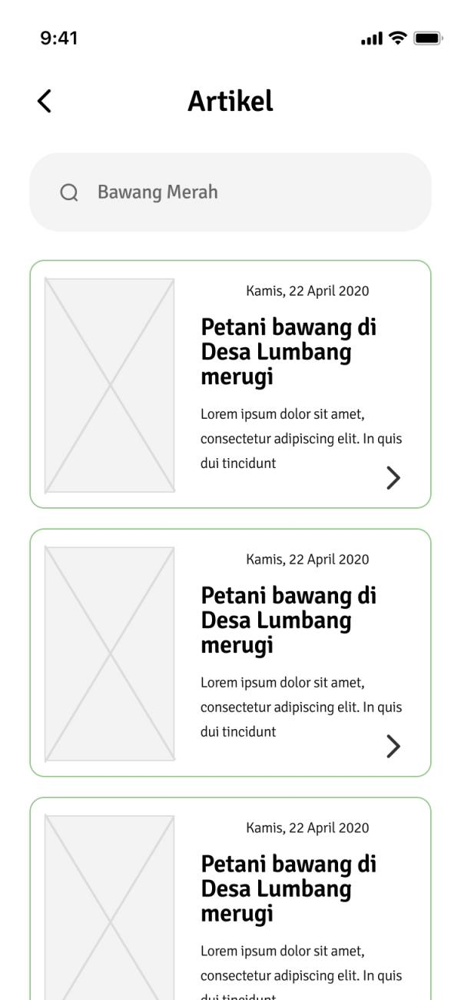 9:41
Artikel
Bawang Merah
Kamis, 22 April 2020
Petani bawang di
Desa Lumbang
merugi
Lorem ipsum dolor sit amet,
consectetur adipiscing elit. In quis
dui tincidunt
Kamis, 22 April 2020
Petani bawang di
Desa Lumbang
merugi
Lorem ipsum dolor sit amet,
consectetur adipiscing elit. In quis
dui tincidunt
Kamis, 22 April 2020
Petani bawang di
Desa Lumbang
merugi
Lorem ipsum dolor sit amet,
consectetur adipiscing elit. In quis
dui tincidunt